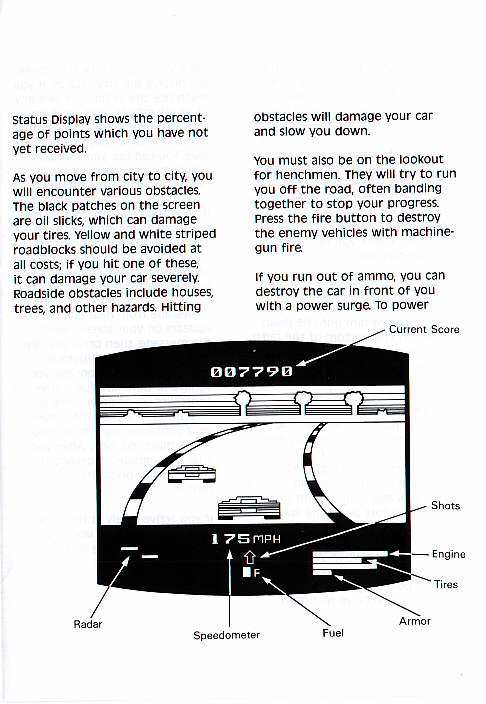 Status Display shows the percent-
age of points which you have not
yet received.
As you move from city to city, you
will encounter various obstacles.
The black patches on the screen
are oil slicks, which can damage
your tires. Yellow and white striped
roadblocks should be avoided at
all costs; if you hit one of these,
it can damage your car severely.
Roadside obstacles include houses,
trees, and other hazards. Hitting
obstacles will damage your car
and slow you down.
You must also be on the lookout
for henchmen. They will try to run
you off the road, often banding
together to stop your progress.
Press the fire button to destroy
the enemy vehicles with machine-
gun fire.
If you run out of ammo, you can
destroy the car in front of you
with a power surge. To power
Current Score
007790
175 MPH
F
Shots
Engine
Tires
Armor
Fuel
Speedometer
Radar